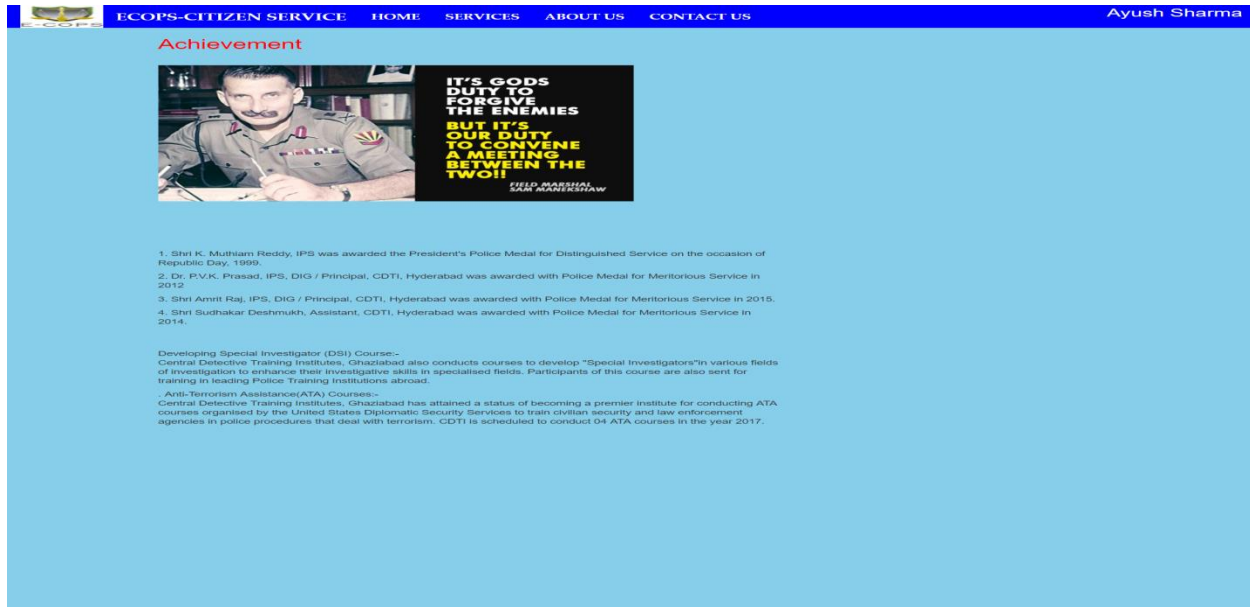 E-COPS
ECOPS-CITIZEN SERVICE HOME SERVICES ABOUT US CONTACT US
Ayush Sharma
Achievement
IT'S GODS
DUTY TO
FORGIVE
THE ENEMIES
BUT IT'S
OUR DUTY
TO CONVENE
A MEETING
BETWEEN THE
TWO!!
FIELD MARSHAL
SAM MANEKSHAW
1. Shri K. Muthiam Reddy, IPS was awarded the President's Police Medal for Distinguished Service on the occasion of
Republic Day, 1999.
2. Dr. P.V.K. Prasad, IPS, DIG / Principal, CDTI, Hyderabad was awarded with Police Medal for Meritorious Service in
2012
3. Shri Amrit Raj, IPS, DIG / Principal, CDTI, Hyderabad was awarded with Police Medal for Meritorious Service in 2015.
4. Shri Sudhakar Deshmukh, Assistant, CDTI, Hyderabad was awarded with Police Medal for Meritorious Service in
2014.
Developing Special Investigator (DSI) Course:-
Central Detective Training Institutes, Ghaziabad also conducts courses to develop "Special Investigators"in various fields
of investigation to enhance their investigative skills in specialised fields. Participants of this course are also sent for
training in leading Police Training Institutions abroad.
. Anti-Terrorism Assistance(ATA) Courses:-
Central Detective Training Institutes, Ghaziabad has attained a status of becoming a premier institute for conducting ATA
courses organised by the United States Diplomatic Security Services to train civilian security and law enforcement
agencies in police procedures that deal with terrorism. CDTI is scheduled to conduct 04 ATA courses in the year 2017.